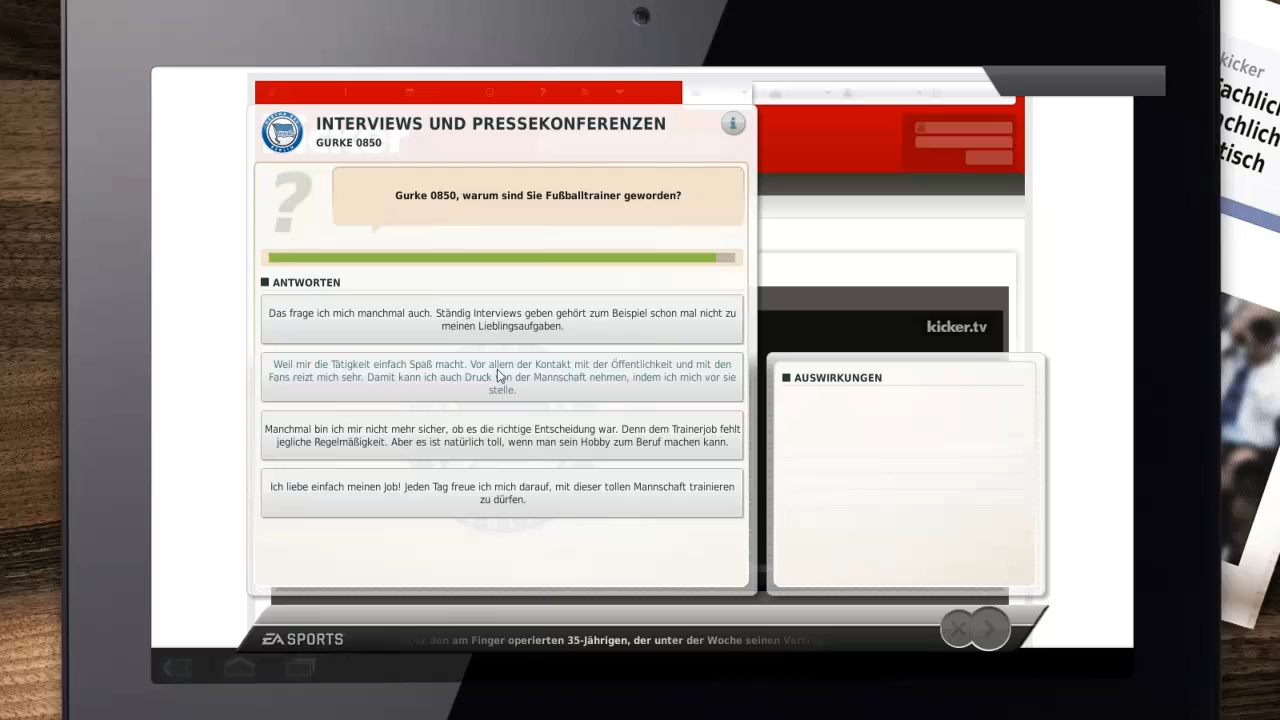 kicker
achlich
tisch
INTERVIEWS UND PRESSEKONFERENZEN
GURKE 0850
?
Gurke 0850, warum sind Sie Fußballtrainer geworden?
ANTWORTEN
Das frage ich mich manchmal auch. Ständig Interviews geben gehört zum Beispiel schon mal nicht zu
meinen Lieblingsaufgaben.
Weil mir die Tätigkeit einfach Spaß macht. Vor allem der Kontakt mit der Öffentlichkeit und mit den
Fans reizt mich sehr. Damit kann ich auch Druck von der Mannschaft nehmen, indem ich mich vor sie
stelle.
Manchmal bin ich mir nicht mehr sicher, ob es die richtige Entscheidung war. Denn dem Trainerjob fehlt
jegliche Regelmäßigkeit. Aber es ist natürlich toll, wenn man sein Hobby zum Beruf machen kann.
Ich liebe einfach meinen Job! Jeden Tag freue ich mich darauf, mit dieser tollen Mannschaft trainieren
zu dürfen.
kicker.tv
AUSWIRKUNGEN
EA SPORTS
den am Finger operierten 35-Jährigen, der unter der Woche seinen